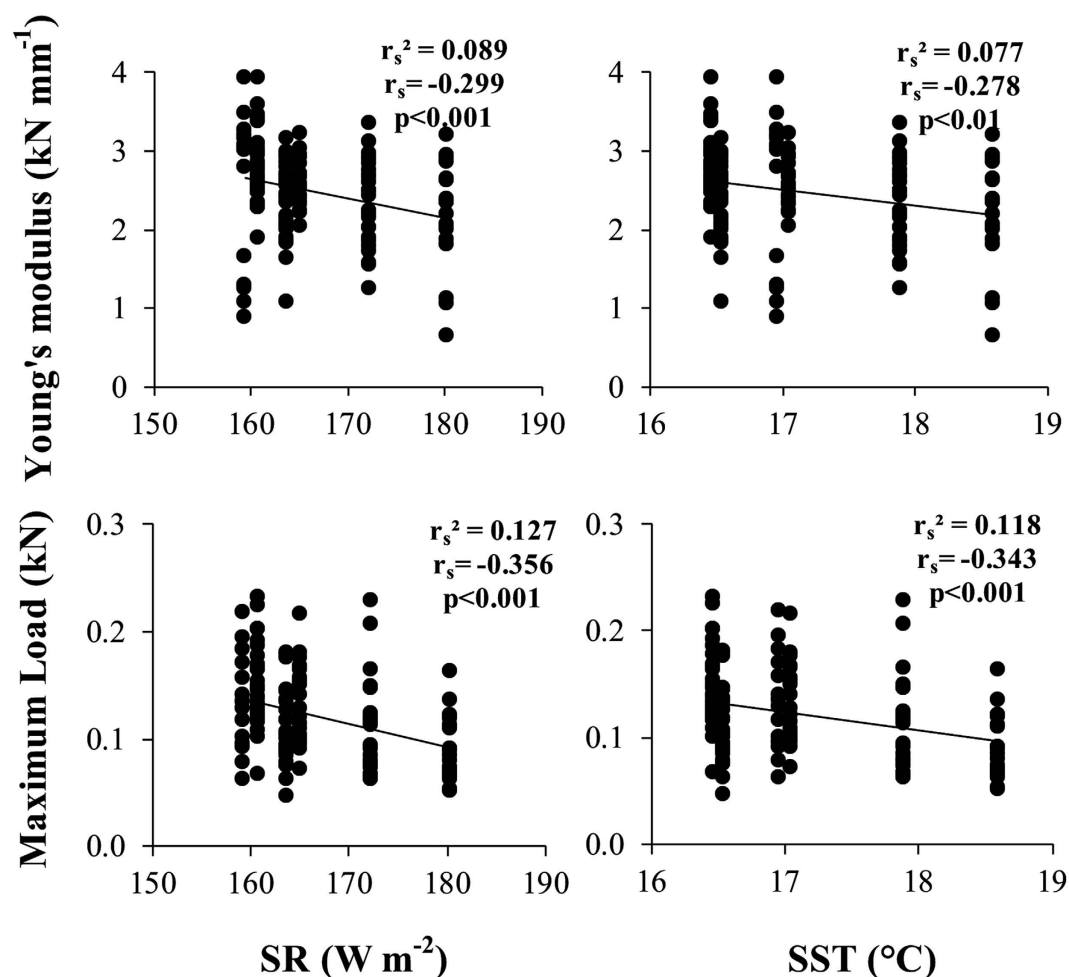 Young's modulus (kN mm⁻¹)
rₛ² = 0.089
rₛ= -0.299
p<0.001
4
3
2
1
0
150
160
170
180
190
rₛ² = 0.077
rₛ= -0.278
p<0.01
4
3
2
1
0
16
17
18
19
Maximum Load (kN)
rₛ² = 0.127
rₛ= -0.356
p<0.001
0.3
0.2
0.1
0.0
150
160
170
180
190
SR (W m⁻²)
rₛ² = 0.118
rₛ= -0.343
p<0.001
0.3
0.2
0.1
0.0
16
17
18
19
SST (°C)